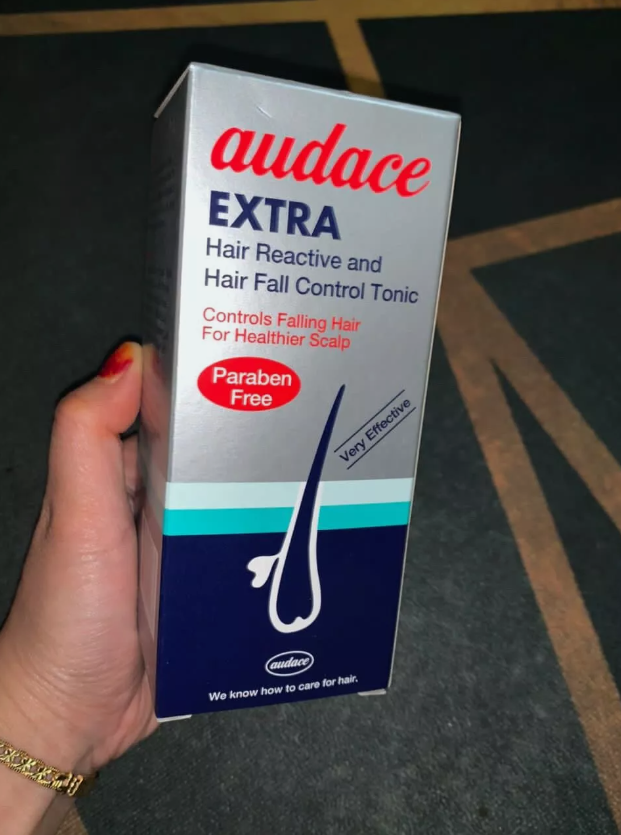 audace
EXTRA
Hair Reactive and
Hair Fall Control Tonic
Controls Falling Hair
For Healthier Scalp
Paraben
Free
Very Effective
audace
We know how to care for hair.